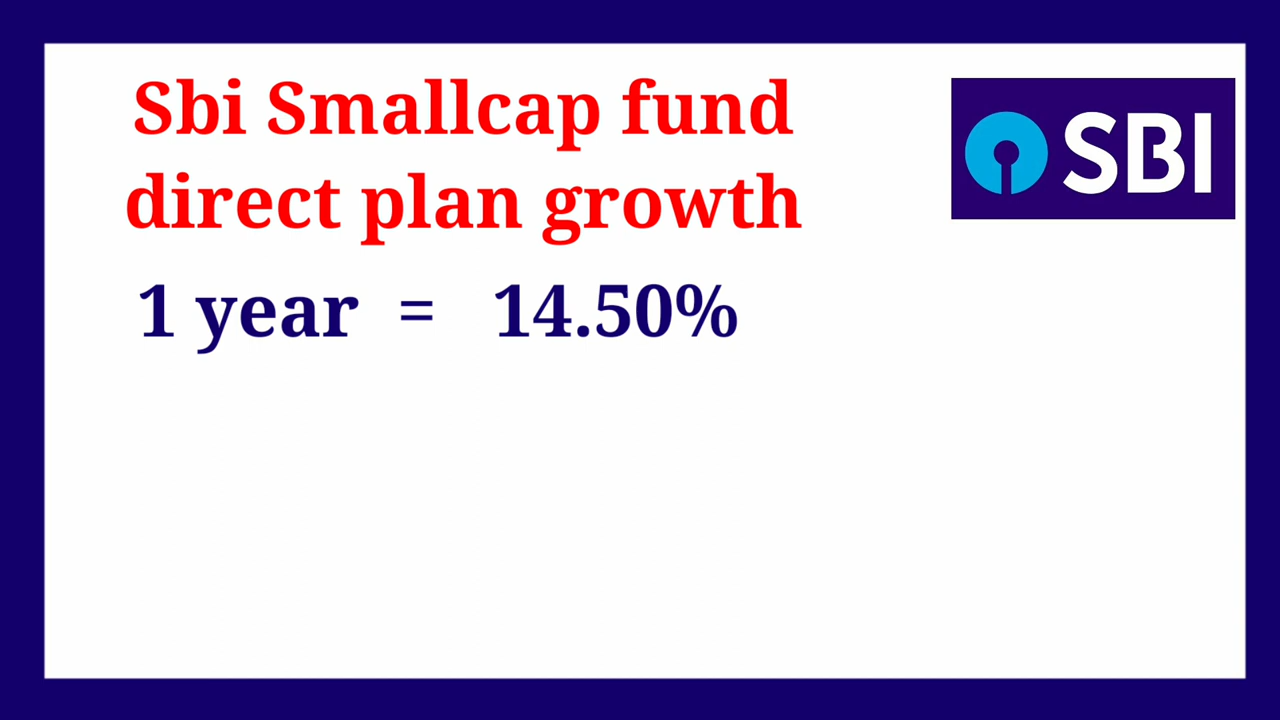 Sbi Smallcap fund
direct plan growth
SBI
1 year = 14.50%